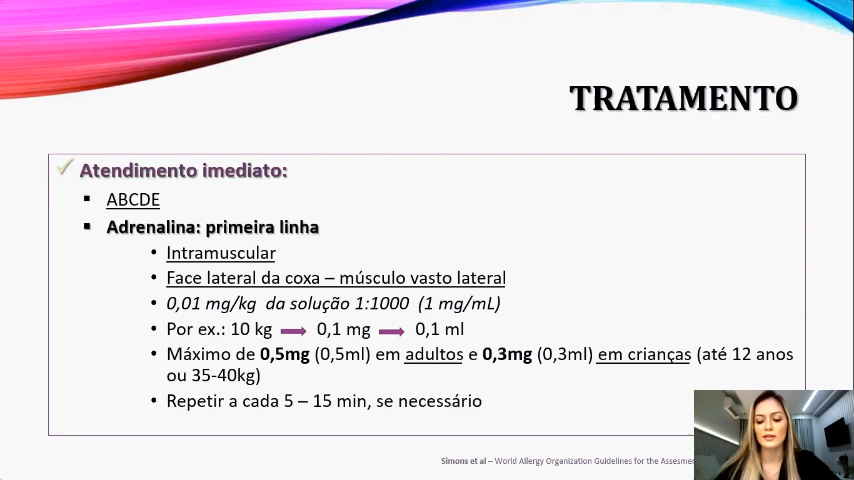 TRATAMENTO
Atendimento imediato:
ABCDE
Adrenalina: primeira linha
Intramuscular
Face lateral da coxa – músculo vasto lateral
0,01 mg/kg da solução 1:1000 (1 mg/mL)
Por ex.: 10 kg 0,1 mg 0,1 ml
Máximo de 0,5mg (0,5ml) em adultos e 0,3mg (0,3ml) em crianças (até 12 anos
ou 35-40kg)
Repetir a cada 5 – 15 min, se necessário
Simons et al – World Allergy Organization Guidelines for the